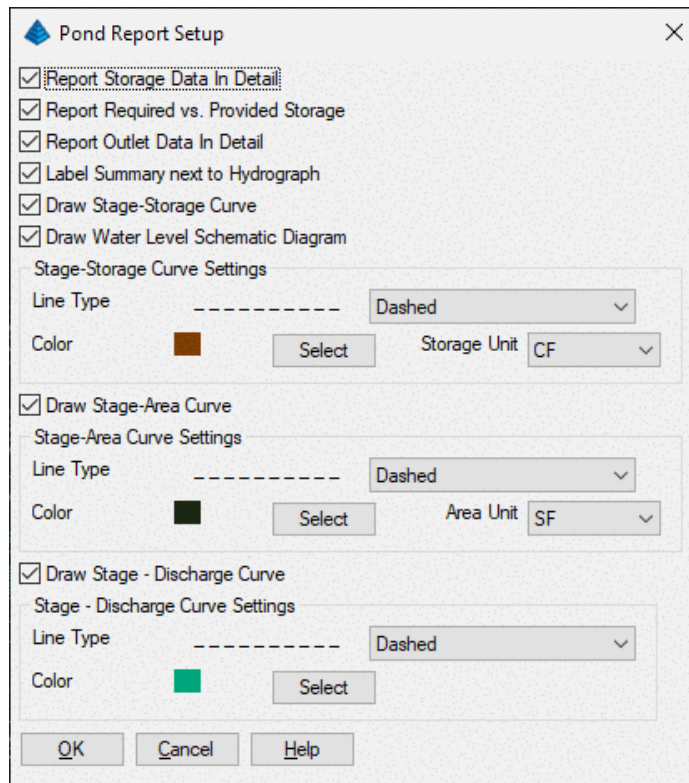 Pond Report Setup
Report Storage Data In Detail
Report Required vs. Provided Storage
Report Outlet Data In Detail
Label Summary next to Hydrograph
Draw Stage-Storage Curve
Draw Water Level Schematic Diagram
Stage-Storage Curve Settings
Line Type Dashed
Color Select Storage Unit CF
Draw Stage-Area Curve
Stage-Area Curve Settings
Line Type Dashed
Color Select Area Unit SF
Draw Stage - Discharge Curve
Stage - Discharge Curve Settings
Line Type Dashed
Color Select
OK Cancel Help